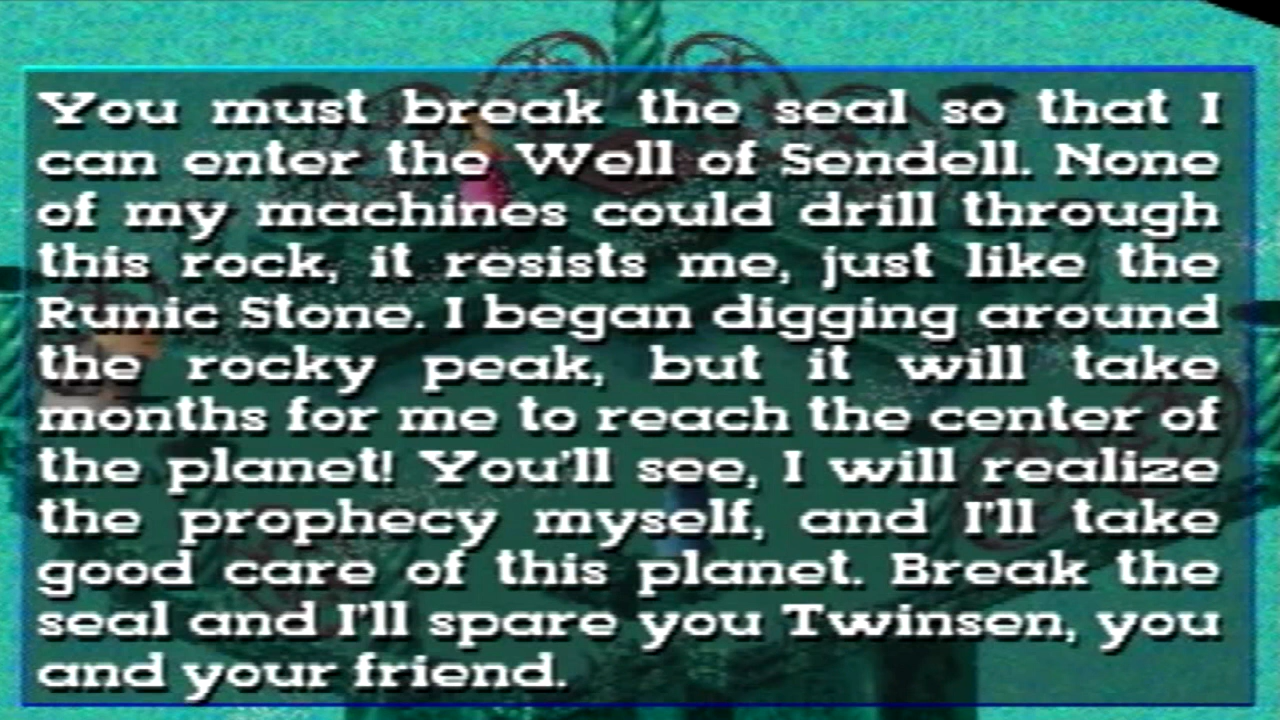 You must break the seal so that I
can enter the Well of Sendell. None
of my machines could drill through
this rock, it resists me, just like the
Runic Stone. I began digging around
the rocky peak, but it will take
months for me to reach the center of
the planet! You'll see, I will realize
the prophecy myself, and I'll take
good care of this planet. Break the
seal and I'll spare you Twinsen, you
and your friend.